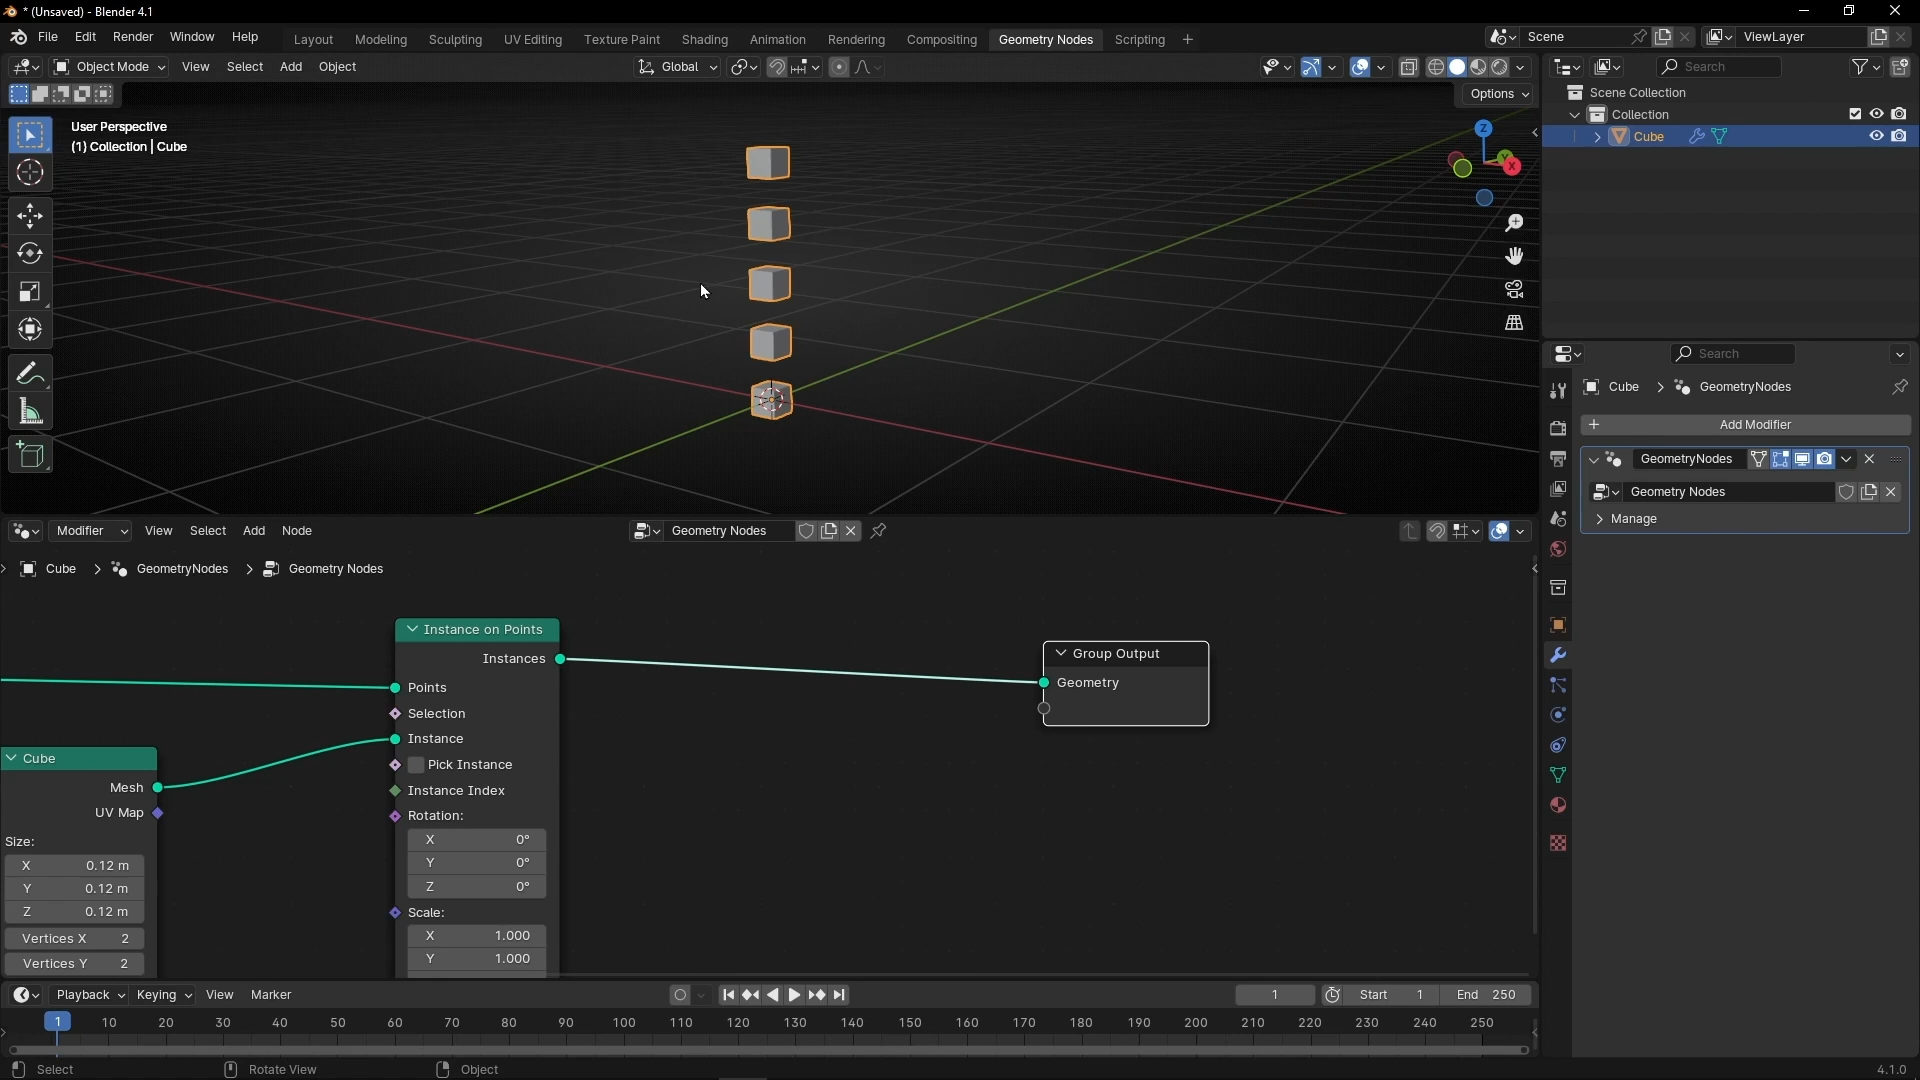 * (Unsaved) - Blender 4.1
File Edit Render Window Help
Layout Modeling Sculpting UV Editing Texture Paint Shading Animation Rendering Compositing Geometry Nodes Scripting +
Scene
ViewLayer
Object Mode View Select Add Object
Global
Search
Options
User Perspective
(1) Collection | Cube
Z
Y
X
Scene Collection
Collection
Cube
Search
Cube > GeometryNodes
+ Add Modifier
GeometryNodes
Geometry Nodes
Manage
Modifier View Select Add Node
Geometry Nodes
Cube > GeometryNodes > Geometry Nodes
Instance on Points
Instances
Points
Selection
Instance
Pick Instance
Instance Index
Rotation:
X 0°
Y 0°
Z 0°
Scale:
X 1.000
Y 1.000
Group Output
Geometry
Cube
Mesh
UV Map
Size:
X 0.12 m
Y 0.12 m
Z 0.12 m
Vertices X 2
Vertices Y 2
Playback Keying View Marker
1
Start 1
End 250
1 10 20 30 40 50 60 70 80 90 100 110 120 130 140 150 160 170 180 190 200 210 220 230 240 250
Select
Rotate View
Object
4.1.0